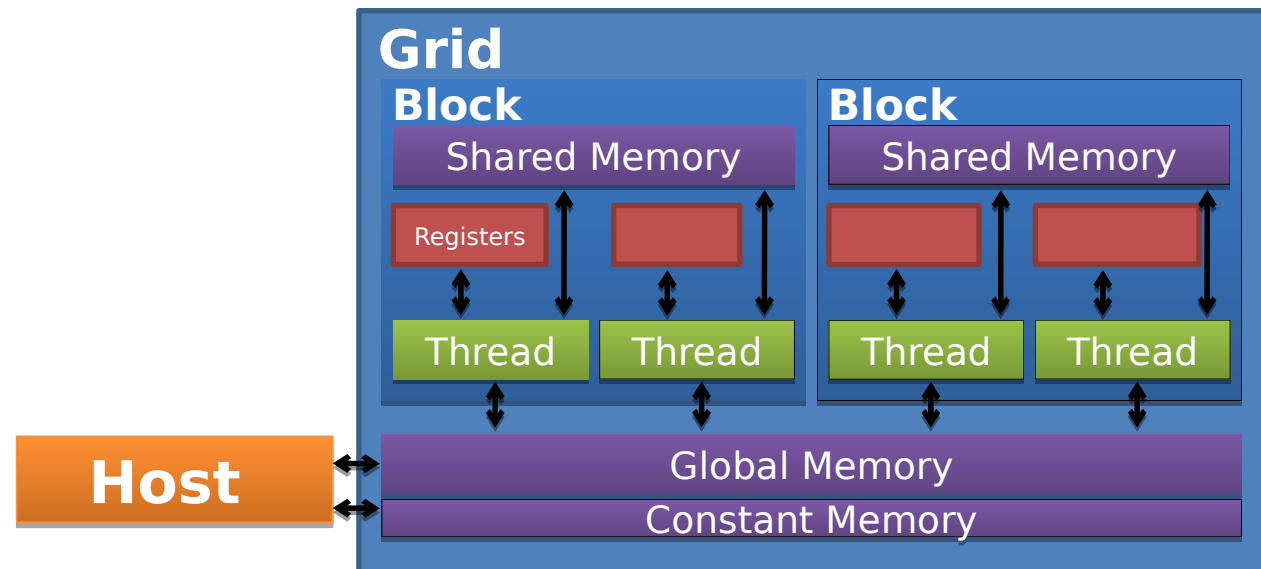 Grid
Block
Block
Shared Memory
Shared Memory
Registers
Thread
Thread
Thread
Thread
Host
Global Memory
Constant Memory